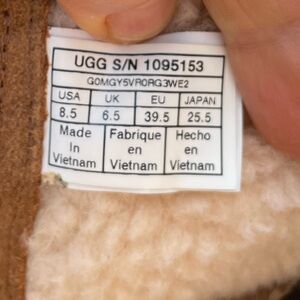 UGG S/N 1095153
G0MGY5VR0RG3WE2
USA UK EU JAPAN
8.5 6.5 39.5 25.5
Made Fabrique Hecho
In en en
Vietnam Vietnam Vietnam